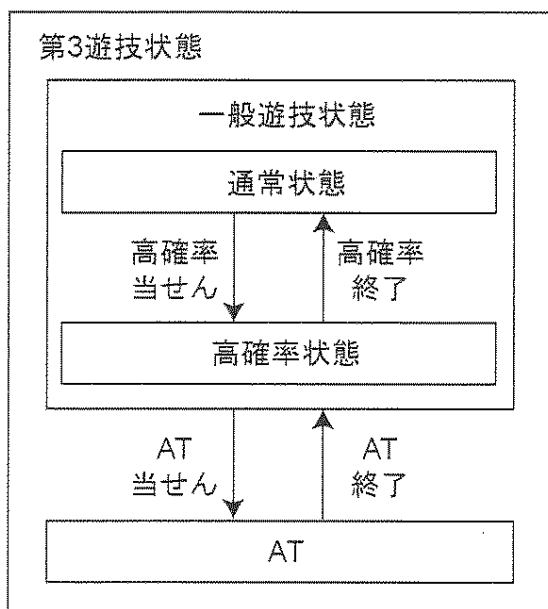 第3遊技状態
一般遊技状態
通常状態
高確率
当せん
高確率
終了
高確率状態
AT
当せん
AT
終了
AT